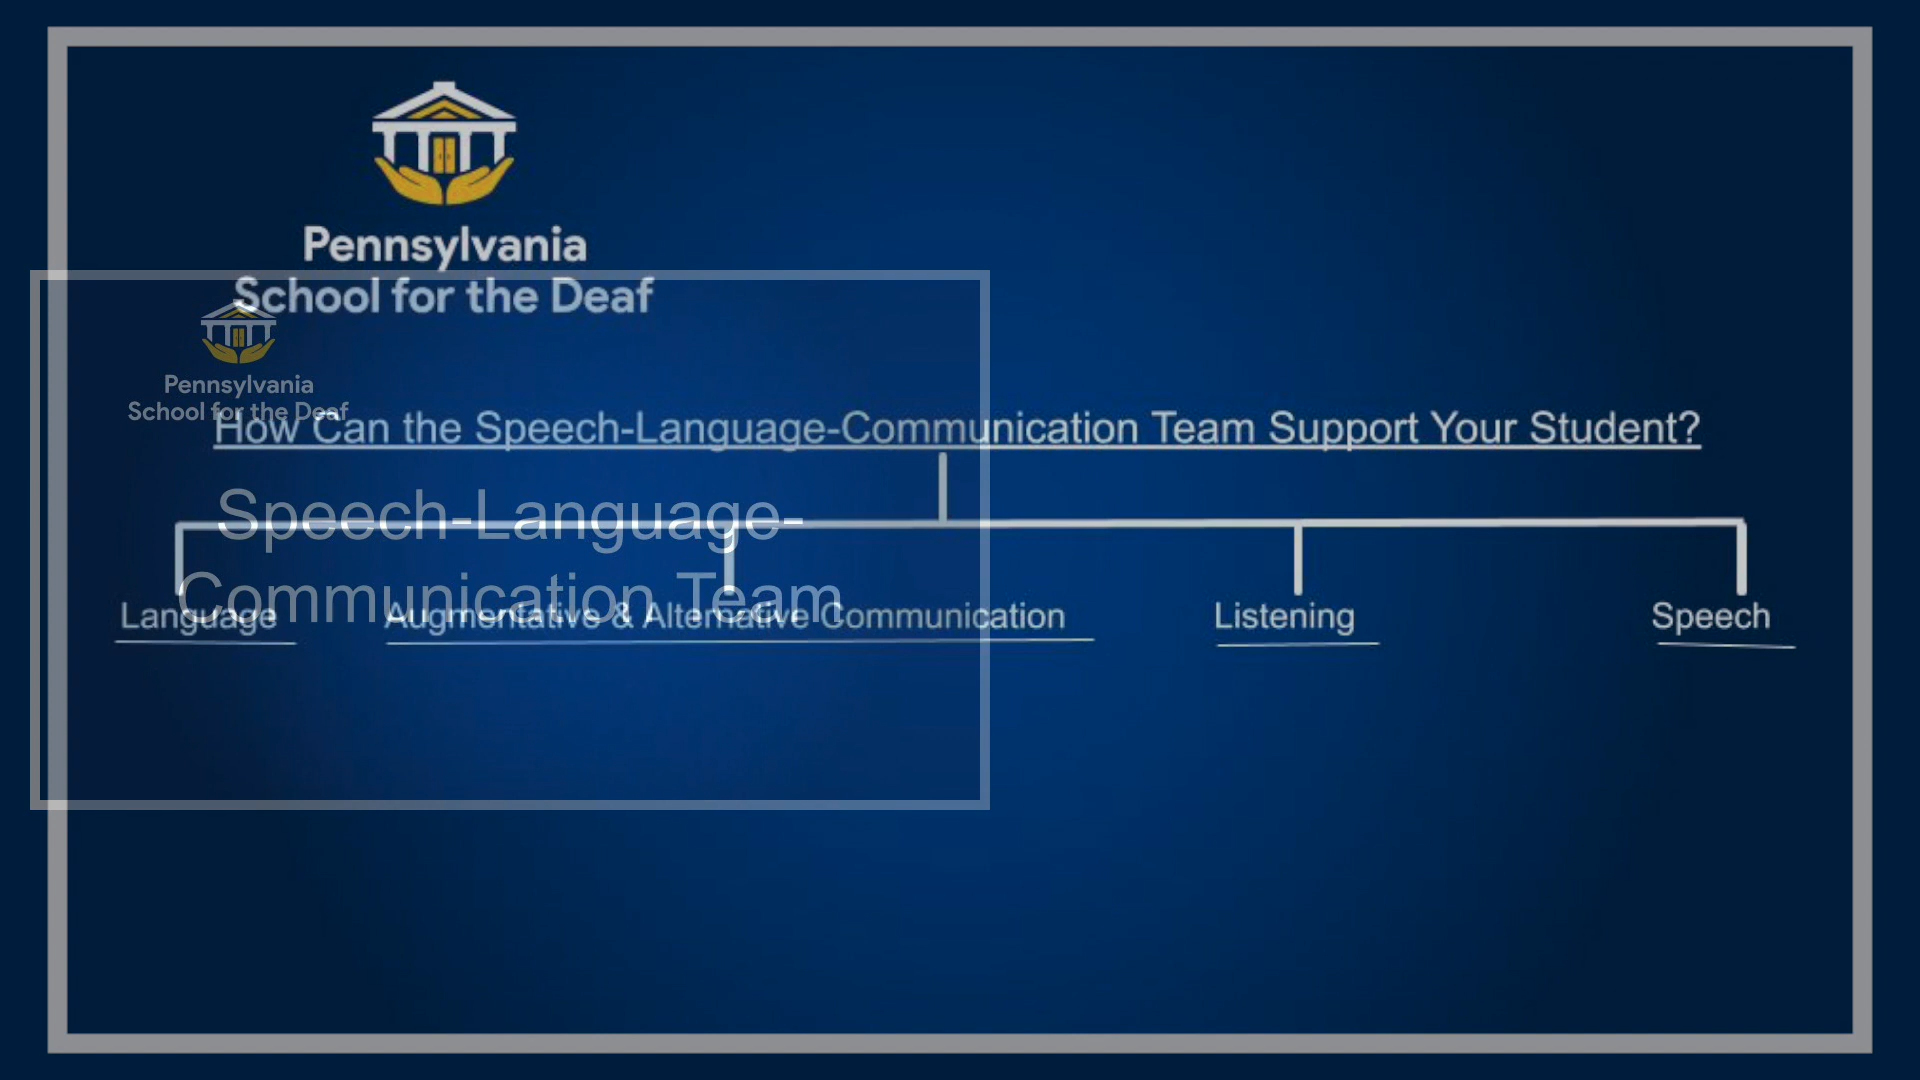 Pennsylvania
School for the Deaf
Pennsylvania
School for the Deaf
How Can the Speech-Language-Communication Team Support Your Student?
Speech-Language-
Communication Team
Language Augmentative & Alternative Communication Listening Speech